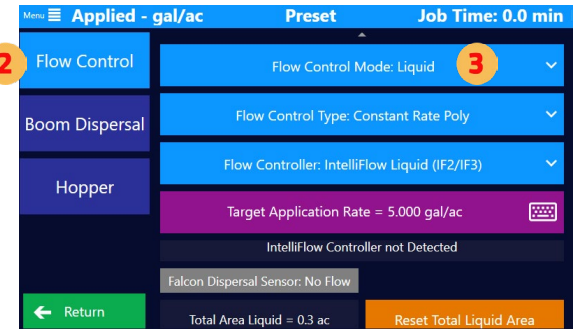 Menu Applied - gal/ac Preset Job Time: 0.0 min
2 Flow Control
Flow Control Mode: Liquid 3
Boom Dispersal
Flow Control Type: Constant Rate Poly
Flow Controller: IntelliFlow Liquid (IF2/IF3)
Hopper
Target Application Rate = 5.000 gal/ac
IntelliFlow Controller not Detected
Falcon Dispersal Sensor: No Flow
Return
Total Area Liquid = 0.3 ac
Reset Total Liquid Area